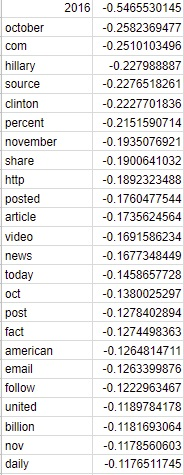 2016 -0.5465530145
october -0.2582369477
com -0.2510103496
hillary -0.227988887
source -0.2276518261
clinton -0.2227701836
percent -0.2151590714
november -0.1935076921
share -0.1900641032
http -0.1892323488
posted -0.1760477544
article -0.1735624564
video -0.1691586234
news -0.1677348449
today -0.1458657728
oct -0.1380025297
post -0.1278402894
fact -0.1274498363
american -0.1264814711
email -0.1263399876
follow -0.1222963467
united -0.1189784178
billion -0.1181693064
nov -0.1178560603
daily -0.1176511745